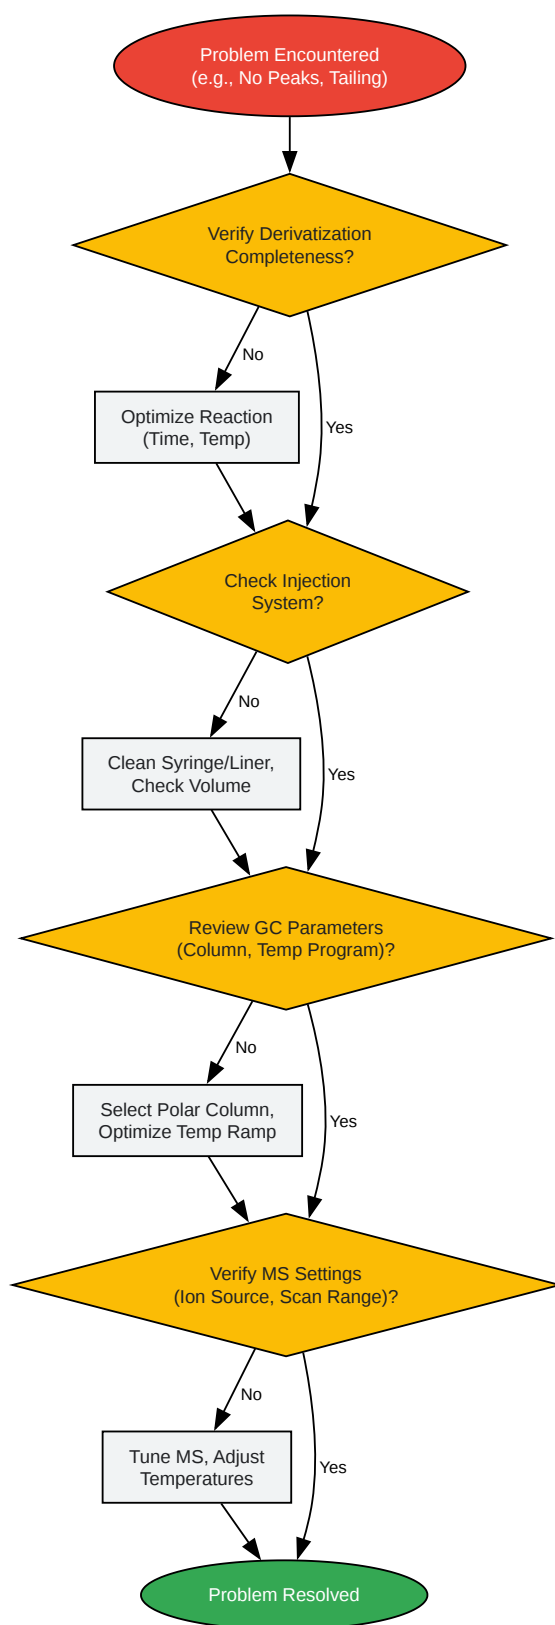 Problem Encountered
(e.g., No Peaks, Tailing)
Verify Derivatization
Completeness?
No
Optimize Reaction
(Time, Temp)
Yes
Check Injection
System?
No
Clean Syringe/Liner,
Check Volume
Yes
Review GC Parameters
(Column, Temp Program)?
No
Select Polar Column,
Optimize Temp Ramp
Yes
Verify MS Settings
(Ion Source, Scan Range)?
No
Tune MS, Adjust
Temperatures
Yes
Problem Resolved